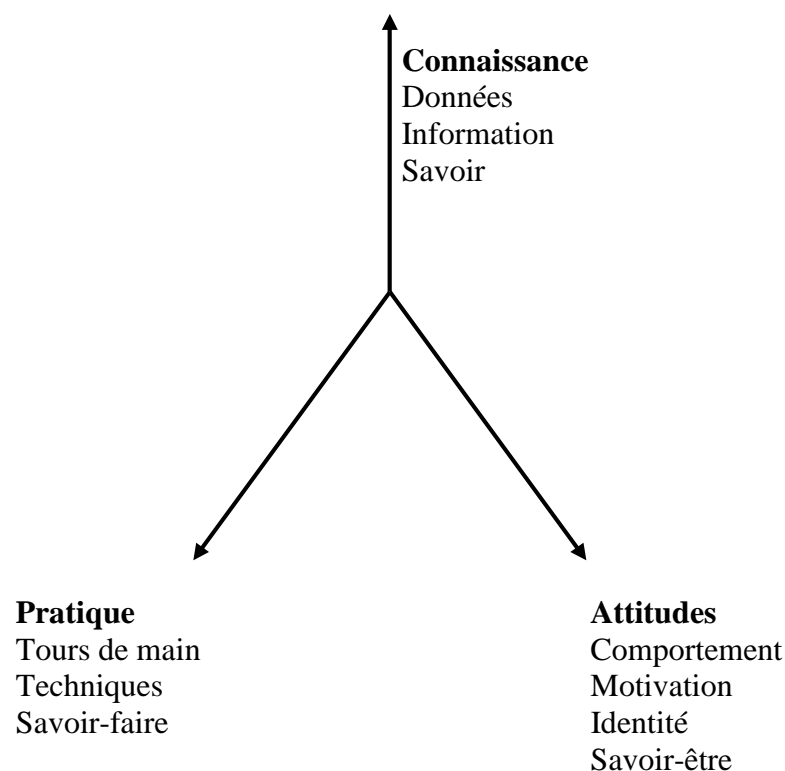 Connaissance
Données
Information
Savoir
Pratique
Tours de main
Techniques
Savoir-faire
Attitudes
Comportement
Motivation
Identité
Savoir-être